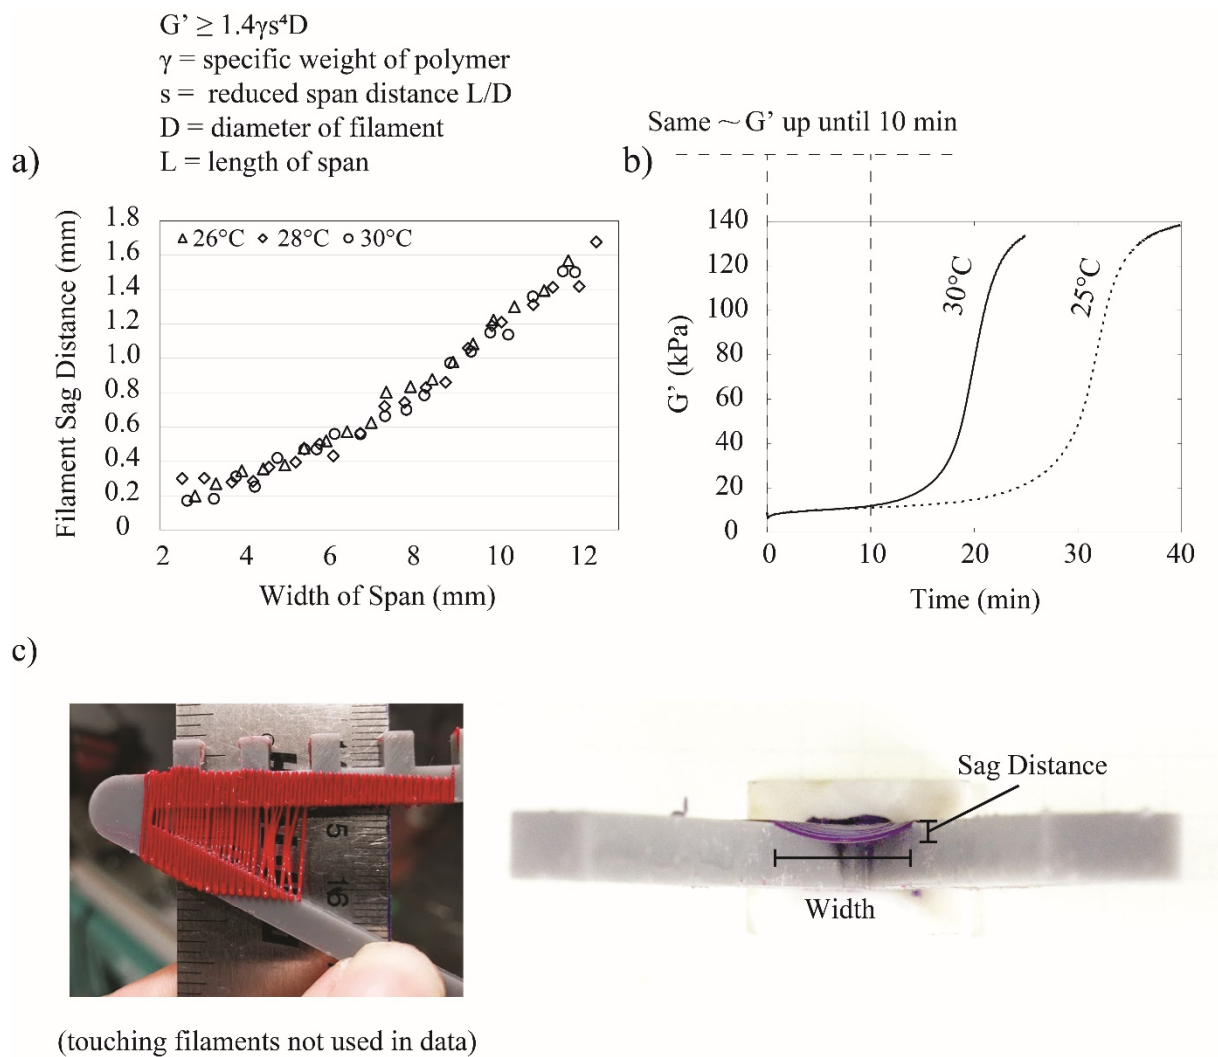 G’ ≥ 1.4γs⁴D
γ = specific weight of polymer
s = reduced span distance L/D
D = diameter of filament
L = length of span
a)
Filament Sag Distance (mm)
1.8
1.6
1.4
1.2
1.0
0.8
0.6
0.4
0.2
0
26°C 28°C 30°C
2 4 6 8 10 12
Width of Span (mm)
Same ~ G’ up until 10 min
b)
G’ (kPa)
140
120
100
80
60
40
20
0
30°C
25°C
0 10 20 30 40
Time (min)
c)
5
6
Sag Distance
Width
(touching filaments not used in data)